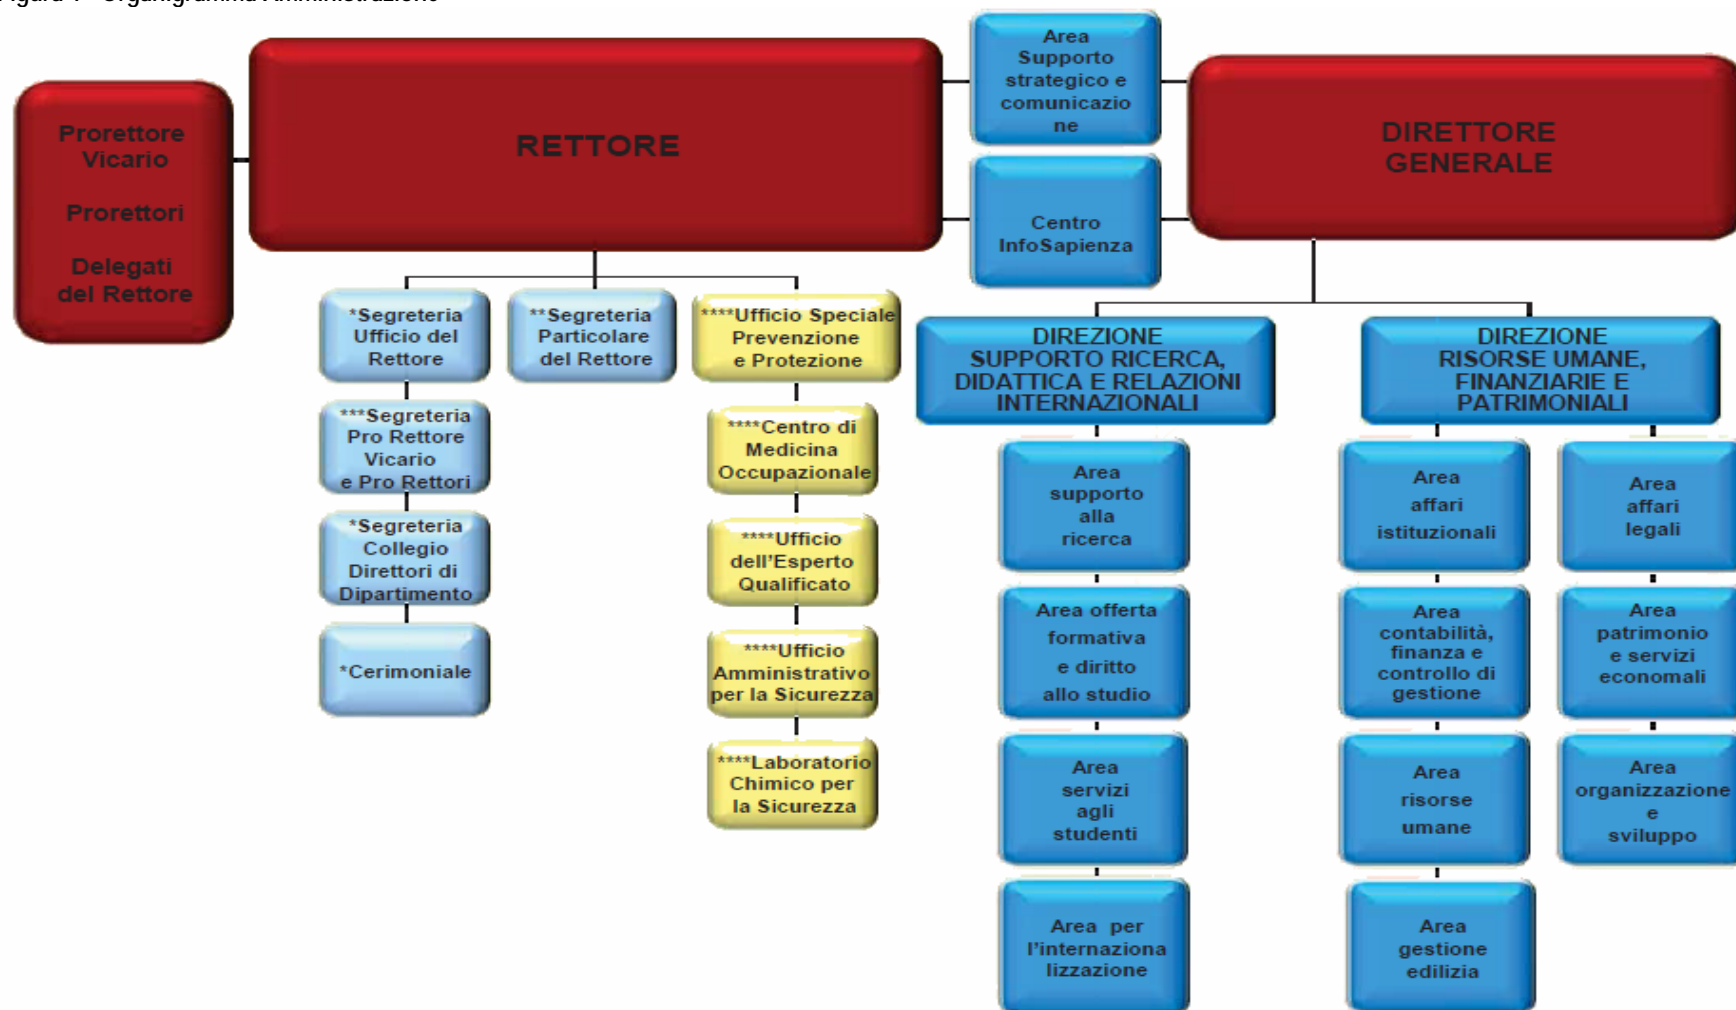 Figura 1 - Organigramma Amministrazione
Prorettore
Vicario
Prorettori
Delegati
del Rettore
RETTORE
Area
Supporto
strategico e
comunicazio
ne
Centro
InfoSapienza
DIRETTORE
GENERALE
*Segreteria
Ufficio del
Rettore
***Segreteria
Pro Rettore
Vicario
e Pro Rettori
*Segreteria
Collegio
Direttori di
Dipartimento
*Cerimoniale
**Segreteria
Particolare
del Rettore
****Ufficio Speciale
Prevenzione
e Protezione
****Centro di
Medicina
Occupazionale
****Ufficio
dell'Esperto
Qualificato
****Ufficio
Amministrativo
per la Sicurezza
****Laboratorio
Chimico per
la Sicurezza
DIREZIONE
SUPPORTO RICERCA,
DIDATTICA E RELAZIONI
INTERNAZIONALI
Area
supporto
alla
ricerca
Area offerta
formativa
e diritto
allo studio
Area
servizi
agli
studenti
Area per
l'internaziona
lizzazione
DIREZIONE
RISORSE UMANE,
FINANZIARIE E
PATRIMONIALI
Area
affari
istituzionali
Area
contabilità,
finanza e
controllo di
gestione
Area
risorse
umane
Area
gestione
edilizia
Area
affari
legali
Area
patrimonio
e servizi
economali
Area
organizzazione
e
sviluppo